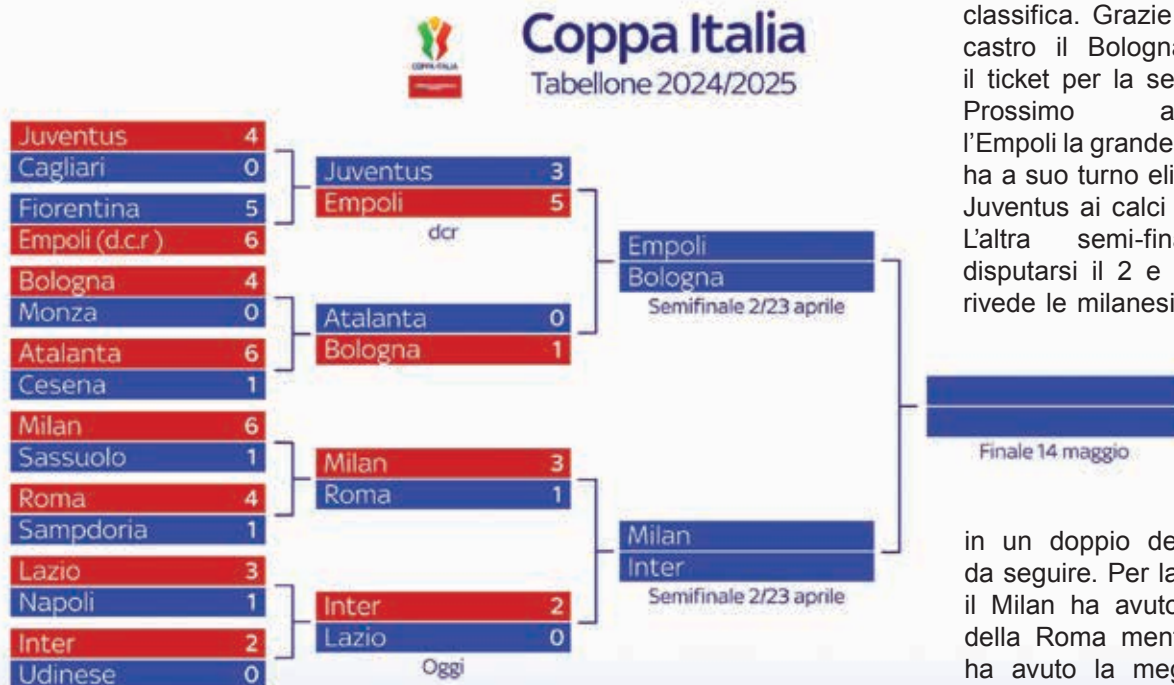 COPPA ITALIA
Coppa Italia
Tabellone 2024/2025
Juventus 4
Cagliari 0
Fiorentina 5
Empoli (d.c.r ) 6
Bologna 4
Monza 0
Atalanta 6
Cesena 1
Milan 6
Sassuolo 1
Roma 4
Sampdoria 1
Lazio 3
Napoli 1
Inter 2
Udinese 0
Juventus 3
Empoli 5
dcr
Atalanta 0
Bologna 1
Milan 3
Roma 1
Inter 2
Lazio 0
Oggi
Empoli
Bologna
Semifinale 2/23 aprile
Milan
Inter
Semifinale 2/23 aprile
Finale 14 maggio
classifica. Grazie
castro il Bologna
il ticket per la se
Prossimo a
l'Empoli la grande
ha a suo turno eli
Juventus ai calci
L'altra semi-fina
disputarsi il 2 e
rivede le milanesi
in un doppio de
da seguire. Per la
il Milan ha avuto
della Roma ment
ha avuto la meg